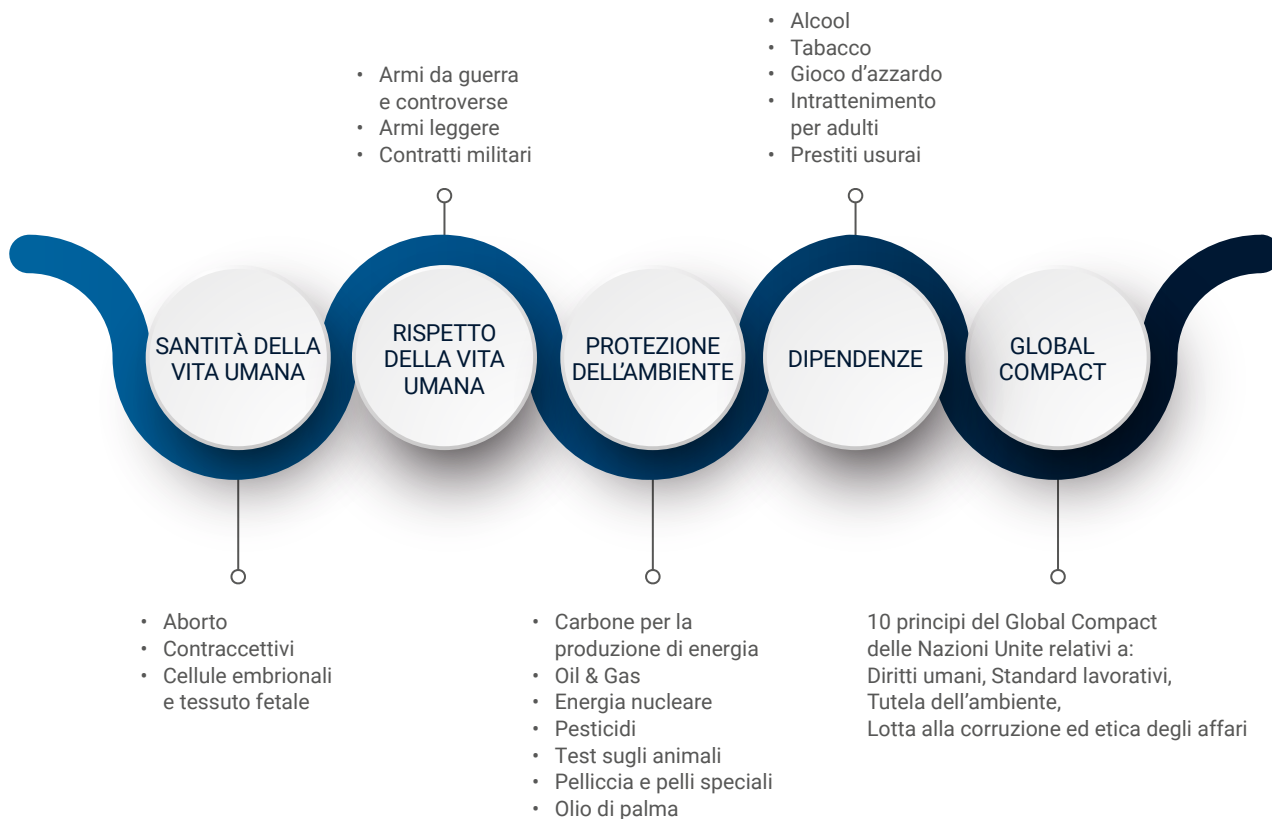 • Alcool
• Tabacco
• Gioco d'azzardo
• Intrattenimento
per adulti
• Prestiti usurai
• Armi da guerra
e controverse
• Armi leggere
• Contratti militari
SANTITÀ DELLA
VITA UMANA
RISPETTO
DELLA VITA
UMANA
PROTEZIONE
DELL'AMBIENTE
DIPENDENZE
GLOBAL
COMPACT
• Aborto
• Contraccettivi
• Cellule embrionali
e tessuto fetale
• Carbone per la
produzione di energia
• Oil & Gas
• Energia nucleare
• Pesticidi
• Test sugli animali
• Pelliccia e pelli speciali
• Olio di palma
10 principi del Global Compact
delle Nazioni Unite relativi a:
Diritti umani, Standard lavorativi,
Tutela dell'ambiente,
Lotta alla corruzione ed etica degli affari